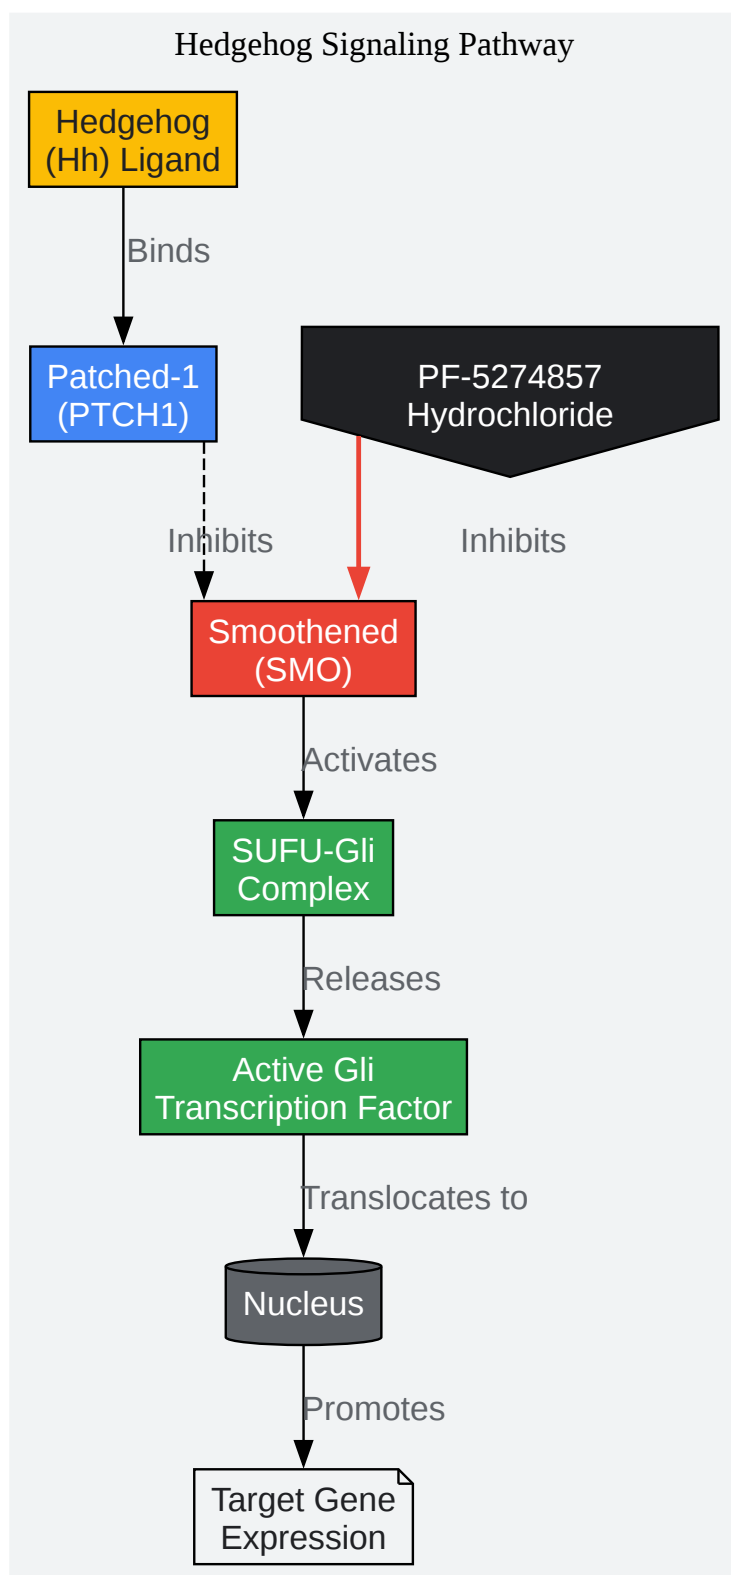 Hedgehog Signaling Pathway
Hedgehog
(Hh) Ligand
Binds
Patched-1
(PTCH1)
PF-5274857
Hydrochloride
Inhibits
Inhibits
Smoothened
(SMO)
Activates
SUFU-Gli
Complex
Releases
Active Gli
Transcription Factor
Translocates to
Nucleus
Promotes
Target Gene
Expression